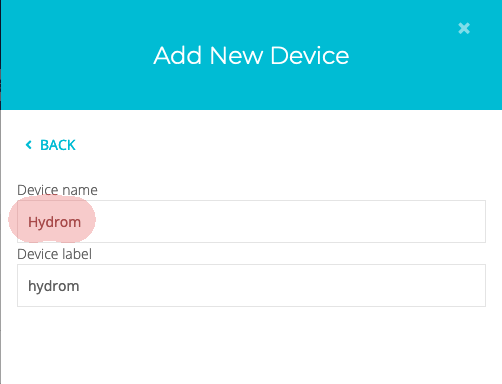 Add New Device
BACK
Device name
Hydrom
Device label
hydrom